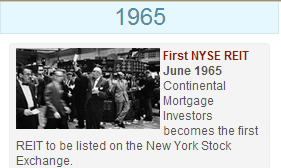 1965
First NYSE REIT
June 1965
Continental
Mortgage
Investors
becomes the first
REIT to be listed on the New York Stock
Exchange.